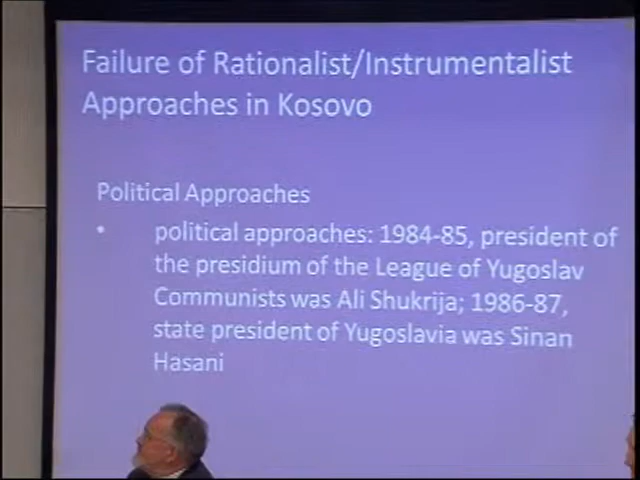 Failure of Rationalist/Instrumentalist
Approaches in Kosovo
Political Approaches
• political approaches: 1984-85, president of
the presidium of the League of Yugoslav
Communists was Ali Shukrija; 1986-87,
state president of Yugoslavia was Sinan
Hasani